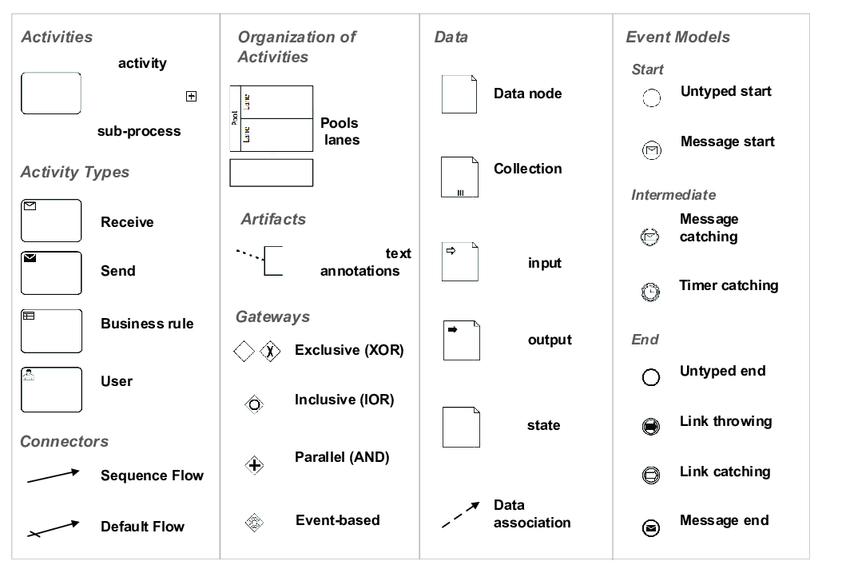 Activities
activity
sub-process
Activity Types
Receive
Send
Business rule
User
Connectors
Sequence Flow
Default Flow
Organization of
Activities
Pool
Lane
Lane
Pools
lanes
Artifacts
text
annotations
Gateways
Exclusive (XOR)
Inclusive (IOR)
Parallel (AND)
Event-based
Data
Data node
Collection
input
output
state
Data
association
Event Models
Start
Untyped start
Message start
Intermediate
Message
catching
Timer catching
End
Untyped end
Link throwing
Link catching
Message end